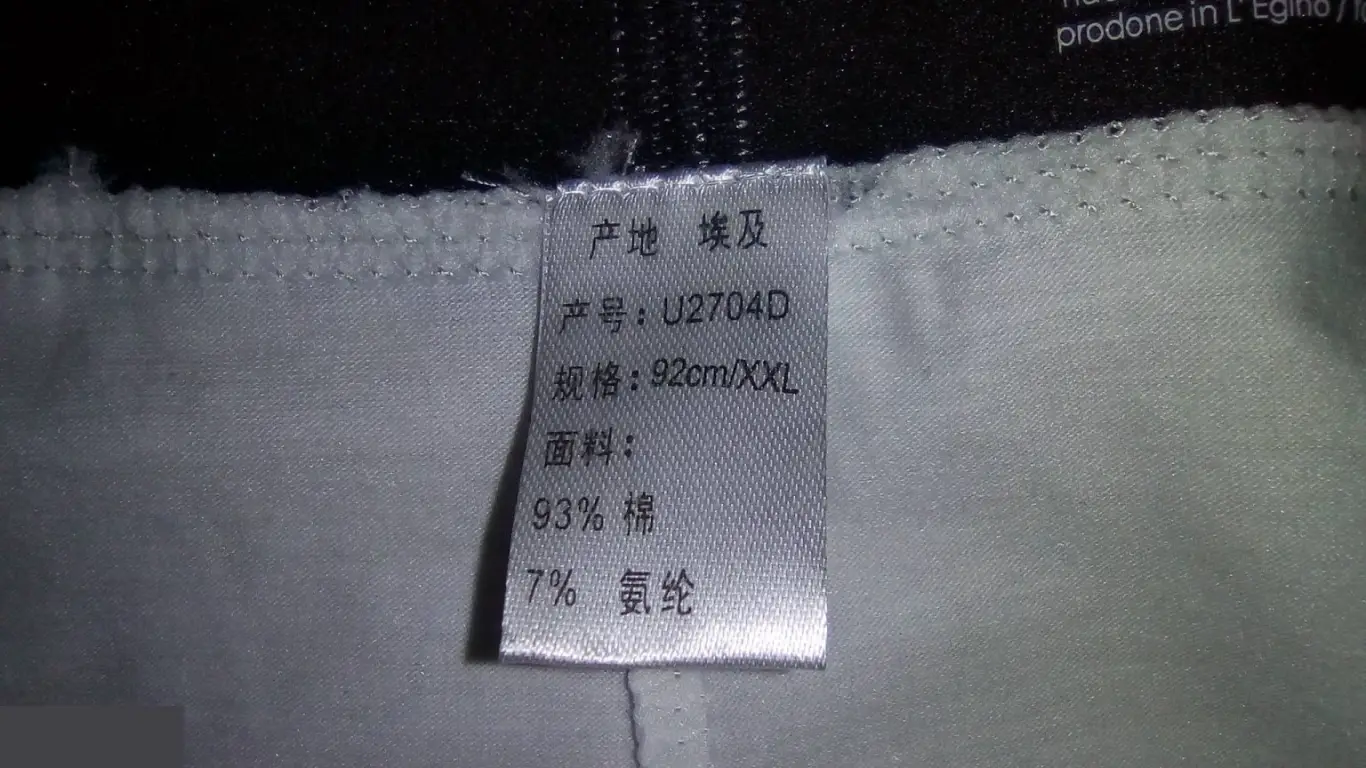 prodone in L'Egino /
产地 埃及
产号：U2704D
规格：92cm/XXL
面料：
93% 棉
7% 氨纶